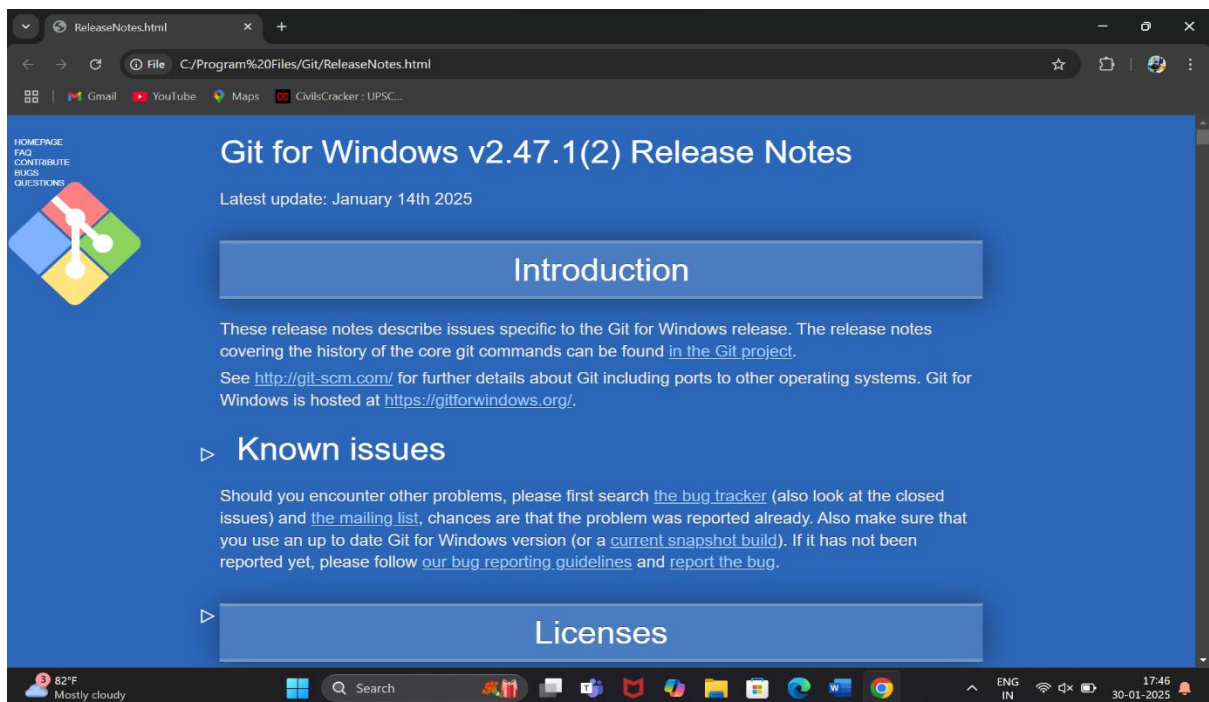 ReleaseNotes.html
File C:/Program%20Files/Git/ReleaseNotes.html
Gmail YouTube Maps CC CivilsCracker : UPSC...
HOMEPAGE
FAQ
CONTRIBUTE
BUGS
QUESTIONS
Git for Windows v2.47.1(2) Release Notes
Latest update: January 14th 2025
Introduction
These release notes describe issues specific to the Git for Windows release. The release notes
covering the history of the core git commands can be found in the Git project.
See http://git-scm.com/ for further details about Git including ports to other operating systems. Git for
Windows is hosted at https://gitforwindows.org/.
Known issues
Should you encounter other problems, please first search the bug tracker (also look at the closed
issues) and the mailing list, chances are that the problem was reported already. Also make sure that
you use an up to date Git for Windows version (or a current snapshot build). If it has not been
reported yet, please follow our bug reporting guidelines and report the bug.
Licenses
3 82°F
Mostly cloudy
Search
ENG
IN
17:46
30-01-2025